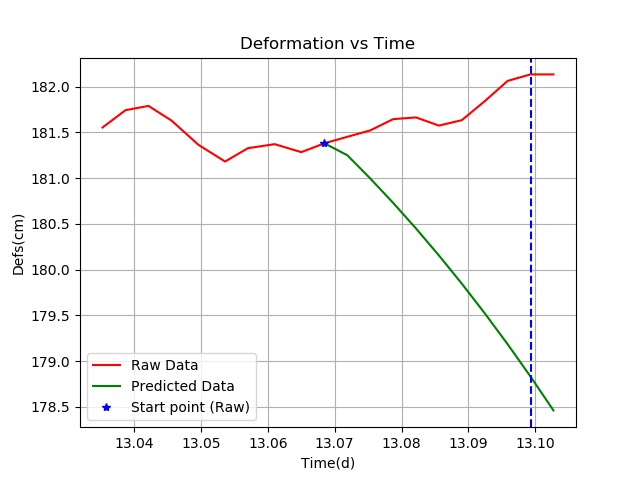 Deformation vs Time
Defs(cm)
182.0
181.5
181.0
180.5
180.0
179.5
179.0
178.5
Raw Data
Predicted Data
Start point (Raw)
13.04 13.05 13.06 13.07 13.08 13.09 13.10
Time(d)